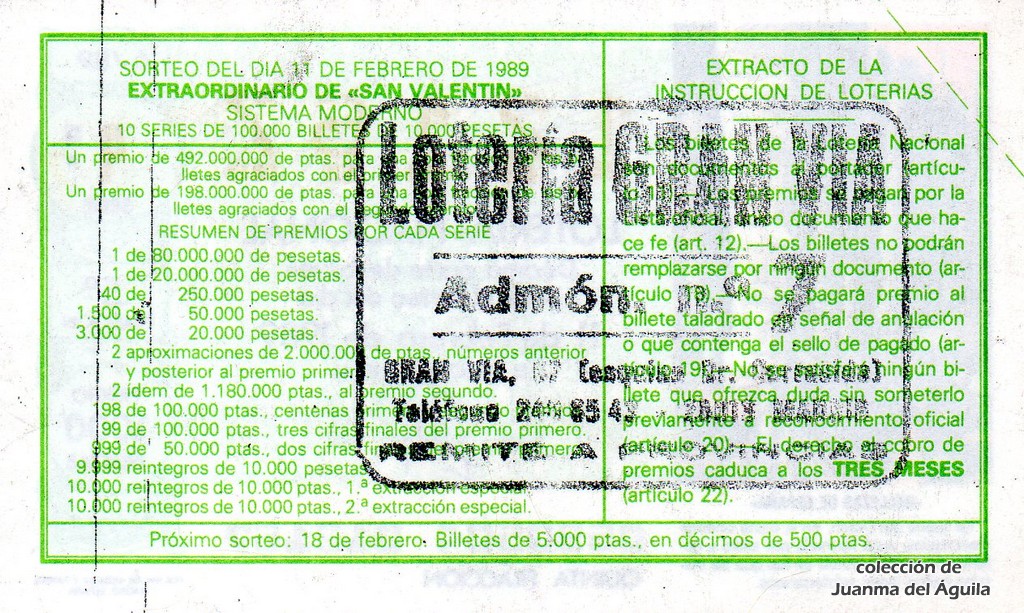 SORTEO DEL DIA 11 DE FEBRERO DE 1989
EXTRAORDINARIO DE «SAN VALENTIN»
SISTEMA MODERNO
10 SERIES DE 100.000 BILLETES DE 10.000 PESETAS
Un premio de 492.000.000 de ptas. para una
lletes agraciados con el primer
Un premio de 198.000.000 de ptas. para una
lletes agraciados con el segundo
RESUMEN DE PREMIOS POR CADA SERIE
1 de 80.000.000 de pesetas.
1 de 20.000.000 de pesetas.
40 de 250.000 pesetas.
1.500 de 50.000 pesetas.
3.000 de 20.000 pesetas.
2 aproximaciones de 2.000.000 de ptas., números anterior
y posterior al premio primer
2 ídem de 1.180.000 ptas., al premio segundo.
198 de 100.000 ptas., centenas primero
99 de 100.000 ptas., tres cifras finales del premio primero.
999 de 50.000 ptas., dos cifras
9.999 reintegros de 10.000 pesetas
10.000 reintegros de 10.000 ptas., 1.ª extracción especial.
10.000 reintegros de 10.000 ptas., 2.ª extracción especial.
EXTRACTO DE LA
INSTRUCCION DE LOTERIAS
Los billetes de la Lotería Nacional
son documentos al portador (artícu-
Los premios se pagan por la
Lista oficial, único documento que ha-
ce fe (art. 12).—Los billetes no podrán
remplazarse por ningún documento (ar-
tículo 18).—No se pagará premio al
billete taladrado en señal de anulación
o que contenga el sello de pagado (ar-
tículo 19).—No se satisfará ningún bi-
llete que ofrezca duda sin someterlo
previamente a reconocimiento oficial
(artículo 20).—El derecho al cobro de
premios caduca a los TRES MESES
(artículo 22).
Próximo sorteo: 18 de febrero. Billetes de 5.000 ptas., en décimos de 500 ptas.
Lotería GRAN VIA
Admón. n.º 7
GRAN VIA, (esquina Dr.
Teléfono
REMITE A PROVINCIAS
colección de
Juanma del Águila